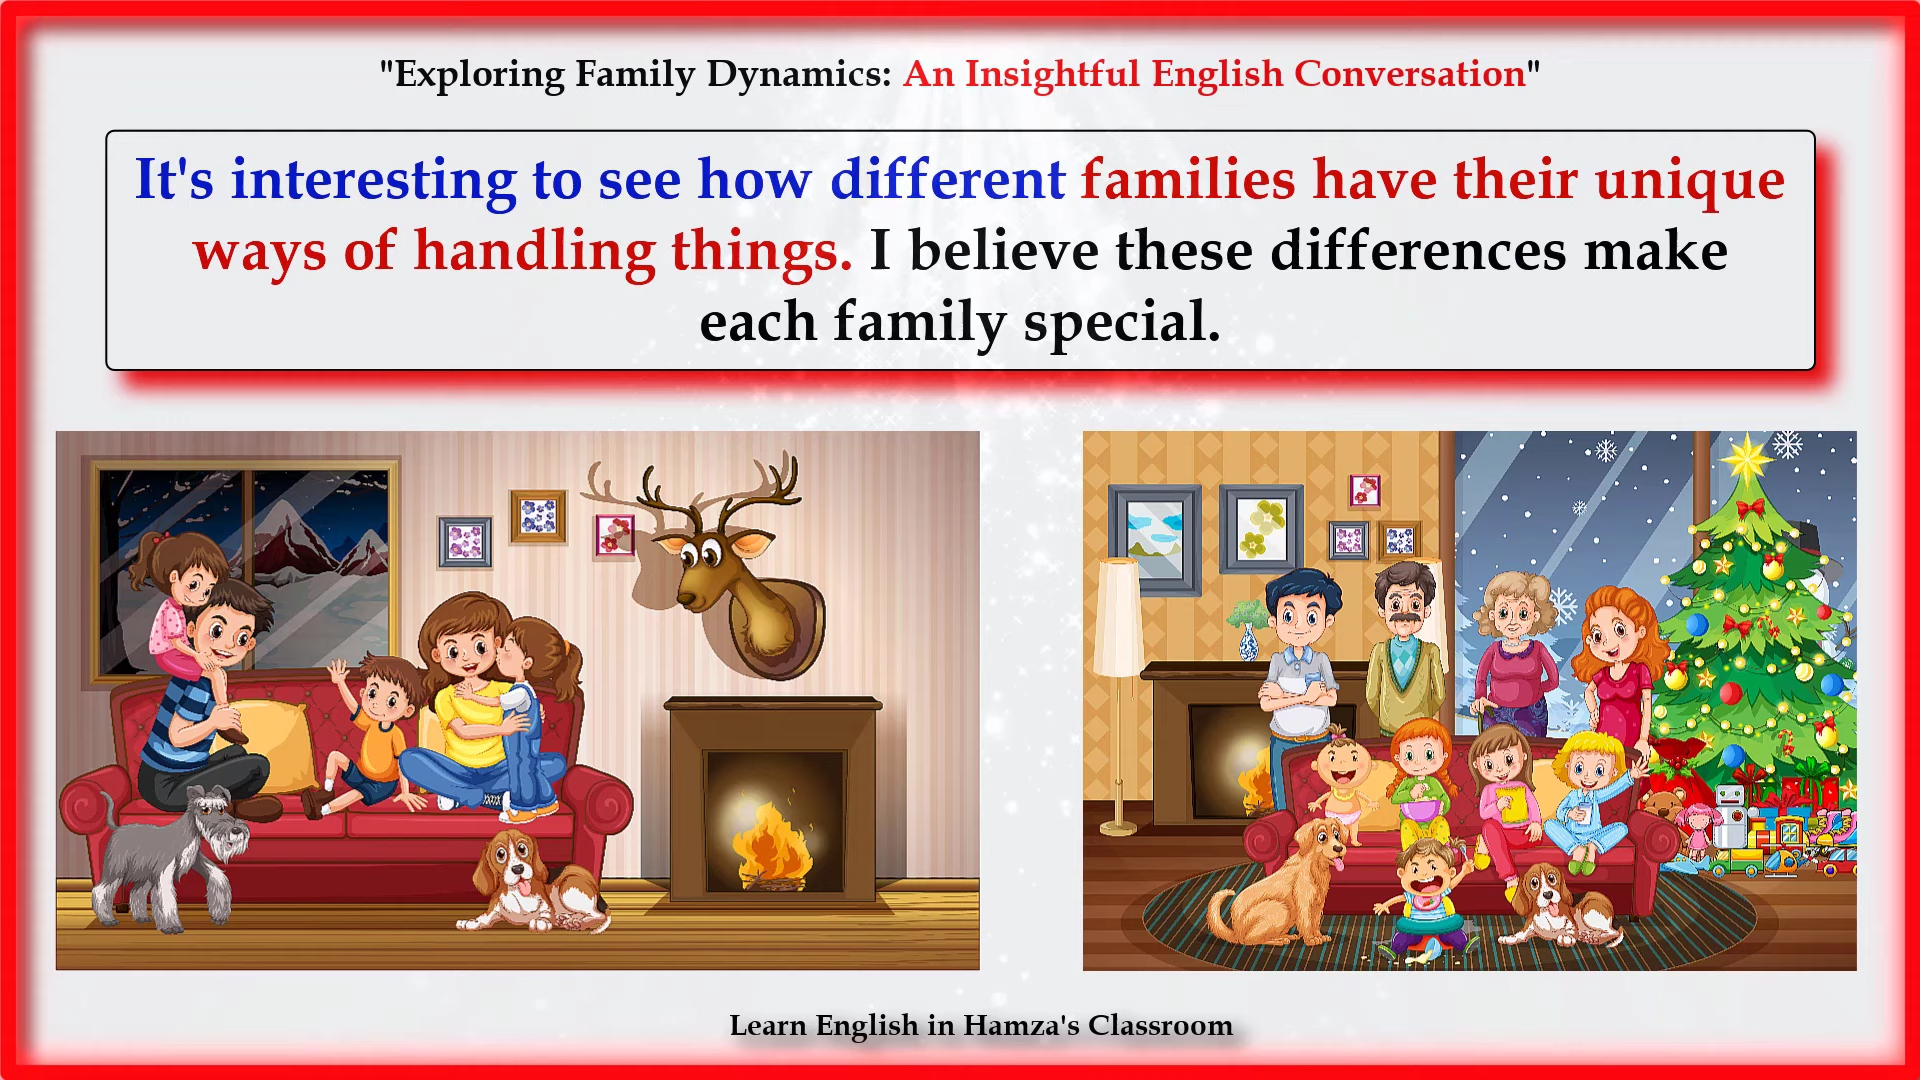 "Exploring Family Dynamics: An Insightful English Conversation"
It's interesting to see how different families have their unique
ways of handling things. I believe these differences make
each family special.
Learn English in Hamza's Classroom